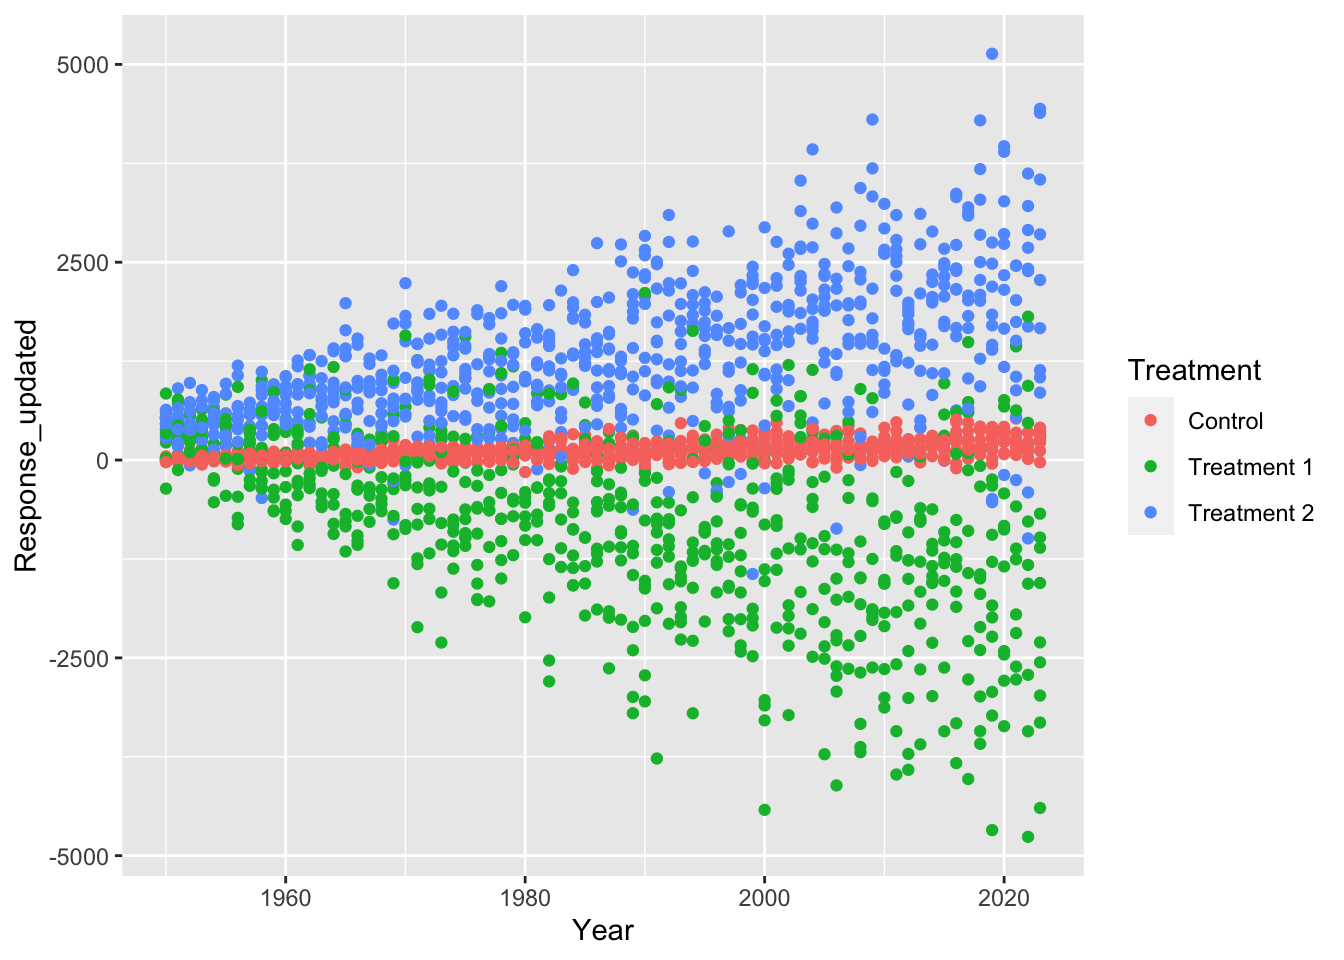 Response_updated
5000
2500
0
-2500
-5000
1960
1980
2000
2020
Year
Treatment
Control
Treatment 1
Treatment 2